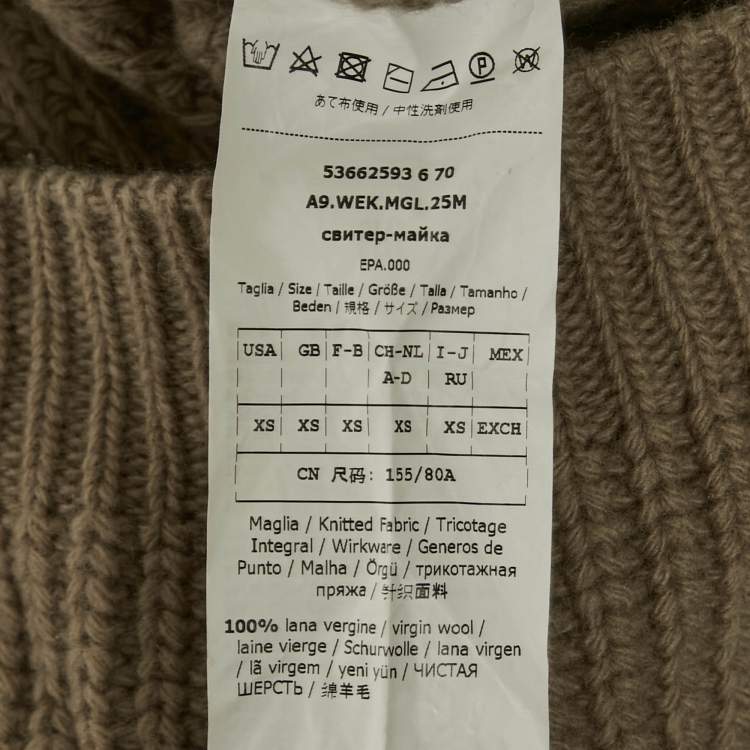 P
W
あて布使用 / 中性洗剤使用
53662593 6 70
A9.WEK.MGL.25M
свитер-майка
EPA.000
Taglia / Size / Taille / Größe / Talla / Tamanho /
Beden / 規格 / サイズ / Размер
USA GB F-B CH-NL I-J MEX
A-D RU
XS XS XS XS XS EXCH
CN 尺码: 155/80A
Maglia / Knitted Fabric / Tricotage
Integral / Wirkware / Generos de
Punto / Malha / Örgü / трикотажная
пряжа / 针织面料
100% lana vergine / virgin wool /
laine vierge / Schurwolle / lana virgen
/ lã virgem / yeni yün / ЧИСТАЯ
ШЕРСТЬ / 绵羊毛